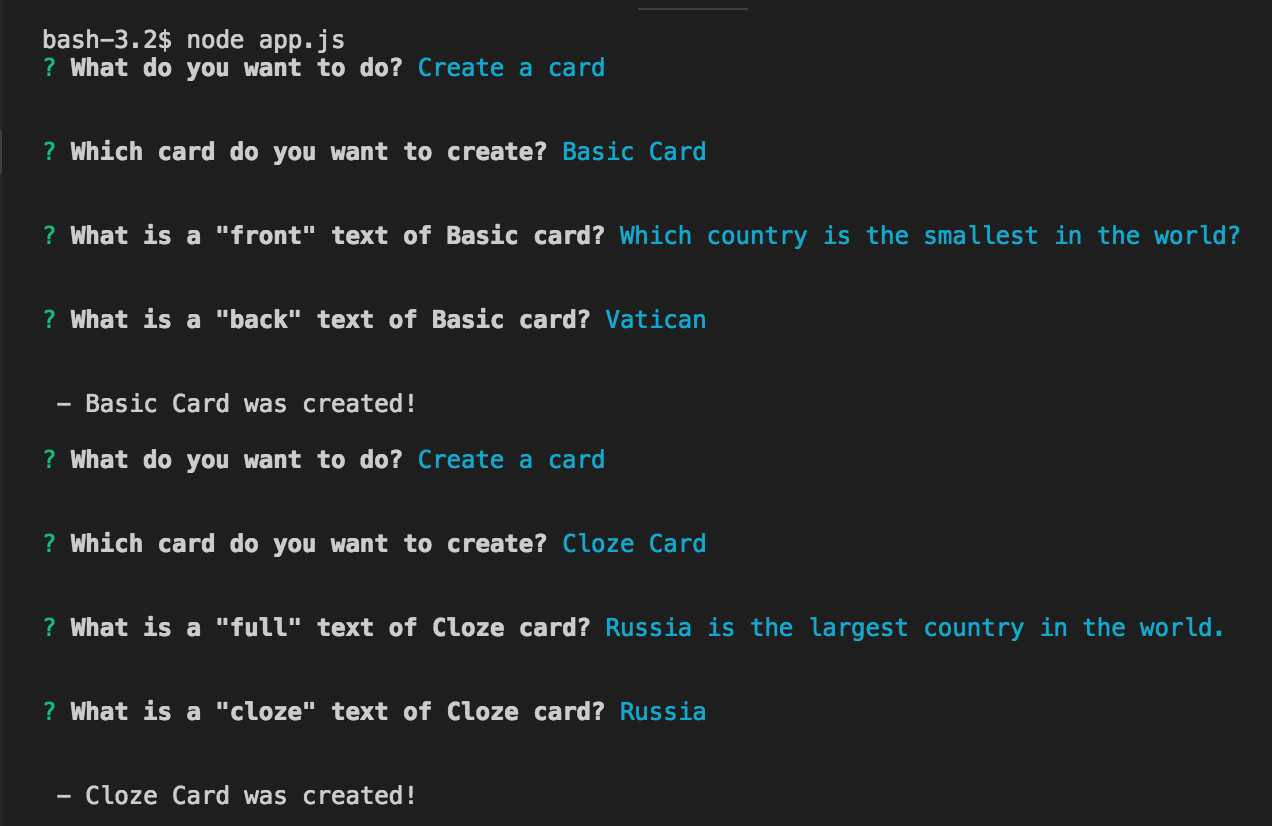 bash-3.2$ node app.js
? What do you want to do? Create a card
? Which card do you want to create? Basic Card
? What is a "front" text of Basic card? Which country is the smallest in the world?
? What is a "back" text of Basic card? Vatican
– Basic Card was created!
? What do you want to do? Create a card
? Which card do you want to create? Cloze Card
? What is a "full" text of Cloze card? Russia is the largest country in the world.
? What is a "cloze" text of Cloze card? Russia
– Cloze Card was created!